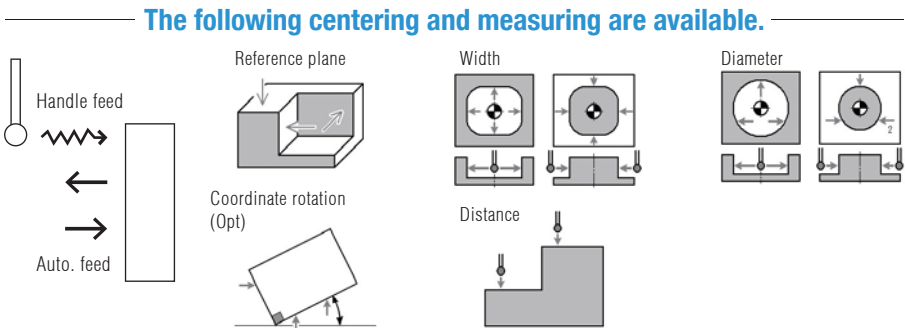 The following centering and measuring are available.
Handle feed
Auto. feed
Reference plane
Coordinate rotation
(Opt)
Width
Distance
Diameter
2